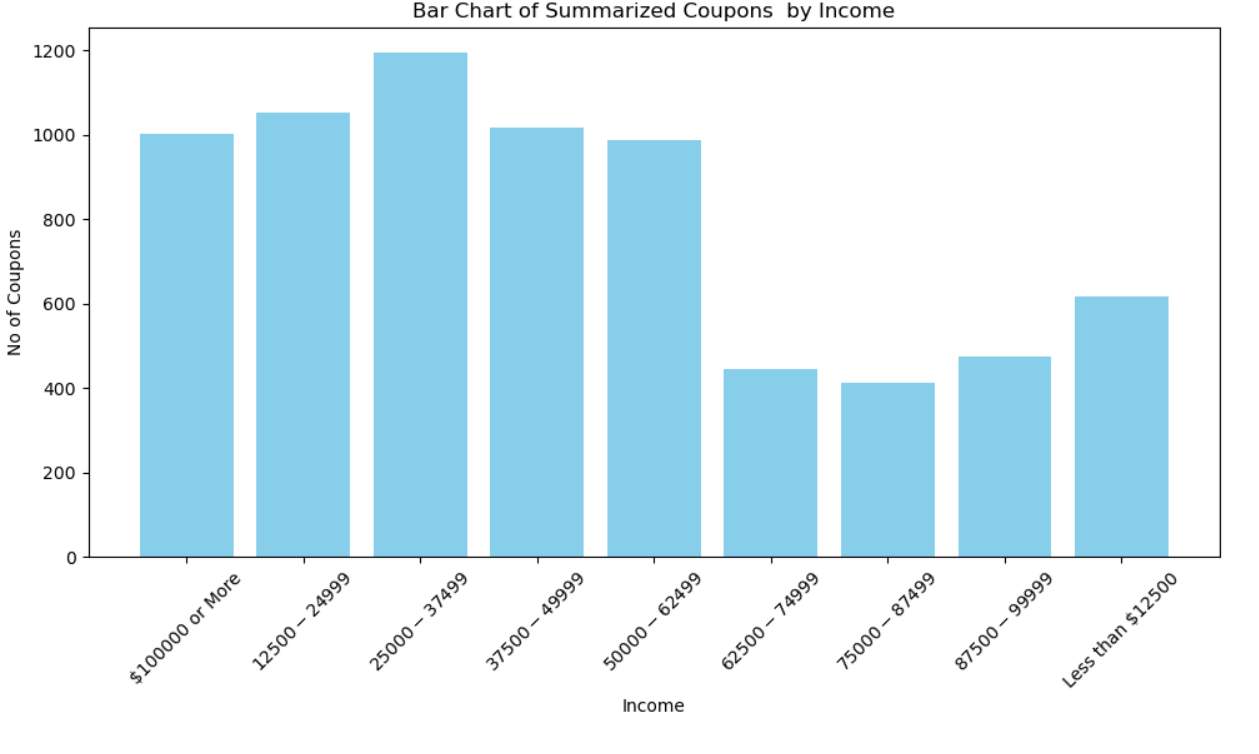 Bar Chart of Summarized Coupons  by Income
No of Coupons
1200
1000
800
600
400
200
0
$100000 or More
12500 − 24999
25000 − 37499
37500 − 49999
50000 − 62499
62500 − 74999
75000 − 87499
87500 − 99999
Less than $12500
Income